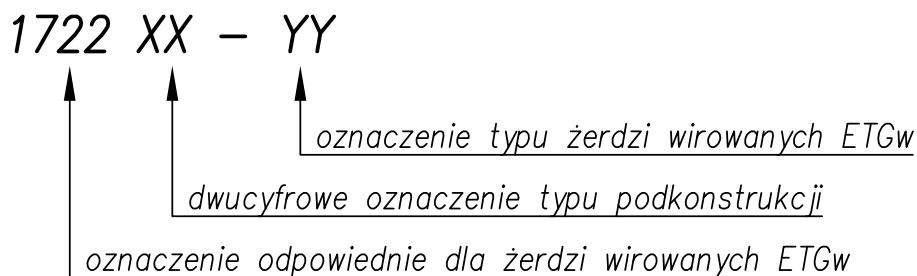 1722 XX - YY
oznaczenie typu żerdzi wirowanych ETGw
dwucyfrowe oznaczenie typu podkonstrukcji
oznaczenie odpowiednie dla żerdzi wirowanych ETGw